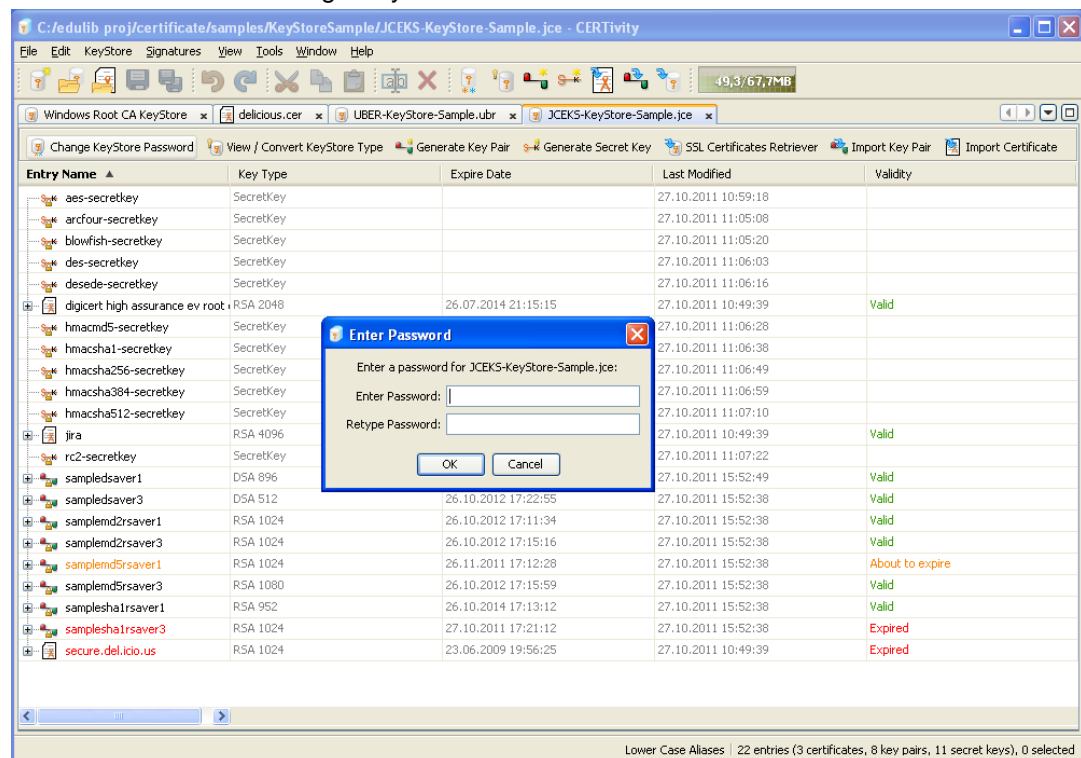 C:/edulib proj/certificate/samples/KeyStoreSample/JCEKS-KeyStore-Sample.jce - CERTivity
File Edit KeyStore Signatures View Tools Window Help
49,3/67,7MB
Windows Root CA KeyStore x delicious.cer x UBER-KeyStore-Sample.ubr x JCEKS-KeyStore-Sample.jce x
Change KeyStore Password View / Convert KeyStore Type Generate Key Pair Generate Secret Key SSL Certificates Retriever Import Key Pair Import Certificate
Entry Name Key Type Expire Date Last Modified Validity
aes-secretkey SecretKey 27.10.2011 10:59:18
arcfour-secretkey SecretKey 27.10.2011 11:05:08
blowfish-secretkey SecretKey 27.10.2011 11:05:20
des-secretkey SecretKey 27.10.2011 11:06:03
desede-secretkey SecretKey 27.10.2011 11:06:16
digicert high assurance ev root RSA 2048 26.07.2014 21:15:15 27.10.2011 10:49:39 Valid
hmacmd5-secretkey SecretKey 27.10.2011 11:06:28
hmacsha1-secretkey SecretKey 27.10.2011 11:06:38
hmacsha256-secretkey SecretKey 27.10.2011 11:06:49
hmacsha384-secretkey SecretKey 27.10.2011 11:06:59
hmacsha512-secretkey SecretKey 27.10.2011 11:07:10
jira RSA 4096 27.10.2011 10:49:39 Valid
rc2-secretkey SecretKey 27.10.2011 11:07:22
sampledsaver1 DSA 896 27.10.2011 15:52:49 Valid
sampledsaver3 DSA 512 26.10.2012 17:22:55 27.10.2011 15:52:38 Valid
samplemd2rsaver1 RSA 1024 26.10.2012 17:11:34 27.10.2011 15:52:38 Valid
samplemd2rsaver3 RSA 1024 26.10.2012 17:15:16 27.10.2011 15:52:38 Valid
samplemd5rsaver1 RSA 1024 26.11.2011 17:12:28 27.10.2011 15:52:38 About to expire
samplemd5rsaver3 RSA 1080 26.10.2012 17:15:59 27.10.2011 15:52:38 Valid
samplesha1rsaver1 RSA 952 26.10.2014 17:13:12 27.10.2011 15:52:38 Valid
samplesha1rsaver3 RSA 1024 27.10.2011 17:21:12 27.10.2011 15:52:38 Expired
secure.del.icio.us RSA 1024 23.06.2009 19:56:25 27.10.2011 10:49:39 Expired
Enter Password
Enter a password for JCEKS-KeyStore-Sample.jce:
Enter Password:
Retype Password:
OK Cancel
Lower Case Aliases 22 entries (3 certificates, 8 key pairs, 11 secret keys), 0 selected